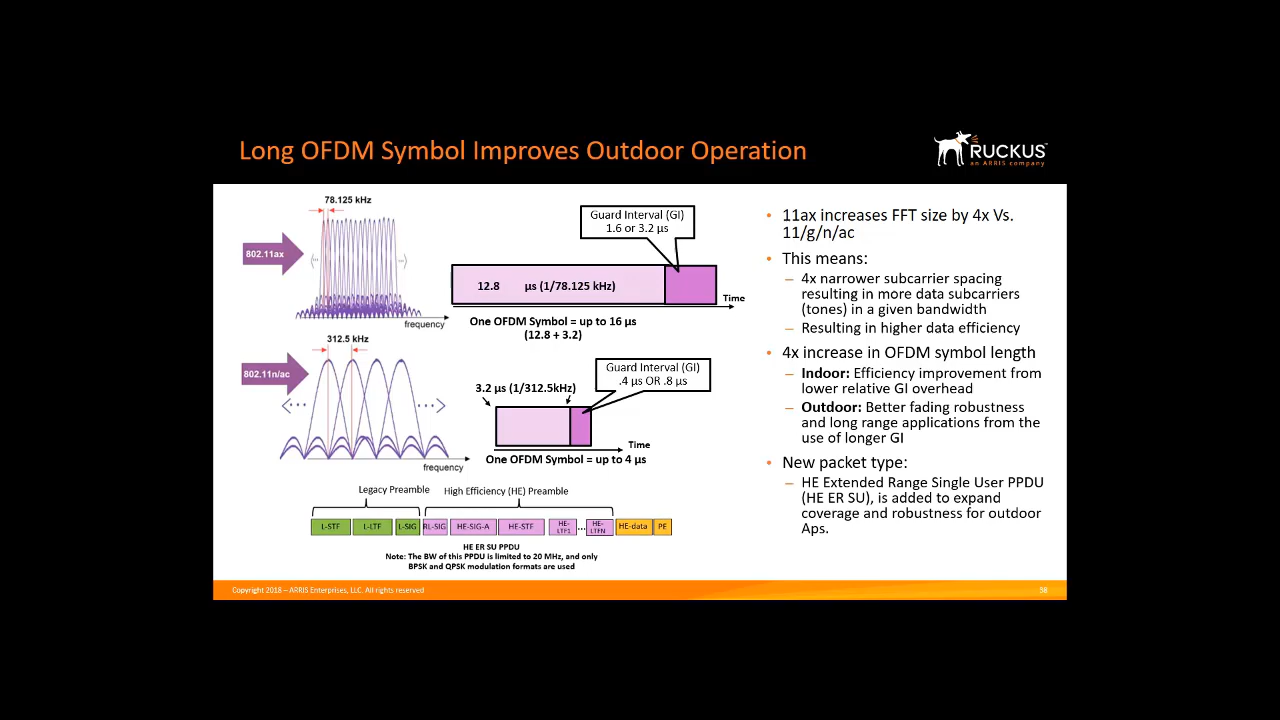 Long OFDM Symbol Improves Outdoor Operation
RUCKUS
an ARRIS company
78.125 kHz
802.11ax
frequency
Guard Interval (GI)
1.6 or 3.2 µs
12.8 µs (1/78.125 kHz)
Time
One OFDM Symbol = up to 16 µs
(12.8 + 3.2)
312.5 kHz
802.11n/ac
frequency
Guard Interval (GI)
.4 µs OR .8 µs
3.2 µs (1/312.5kHz)
Time
One OFDM Symbol = up to 4 µs
Legacy Preamble
High Efficiency (HE) Preamble
L-STF L-LTF L-SIG RL-SIG HE-SIG-A HE-STF HE-LTF1 ... HE-LTFN HE-data PE
HE ER SU PPDU
Note: The BW of this PPDU is limited to 20 MHz, and only
BPSK and QPSK modulation formats are used
• 11ax increases FFT size by 4x Vs.
11/g/n/ac
• This means:
– 4x narrower subcarrier spacing
resulting in more data subcarriers
(tones) in a given bandwidth
– Resulting in higher data efficiency
• 4x increase in OFDM symbol length
– Indoor: Efficiency improvement from
lower relative GI overhead
– Outdoor: Better fading robustness
and long range applications from the
use of longer GI
• New packet type:
– HE Extended Range Single User PPDU
(HE ER SU), is added to expand
coverage and robustness for outdoor
Aps.
Copyright 2018 – ARRIS Enterprises, LLC. All rights reserved
38